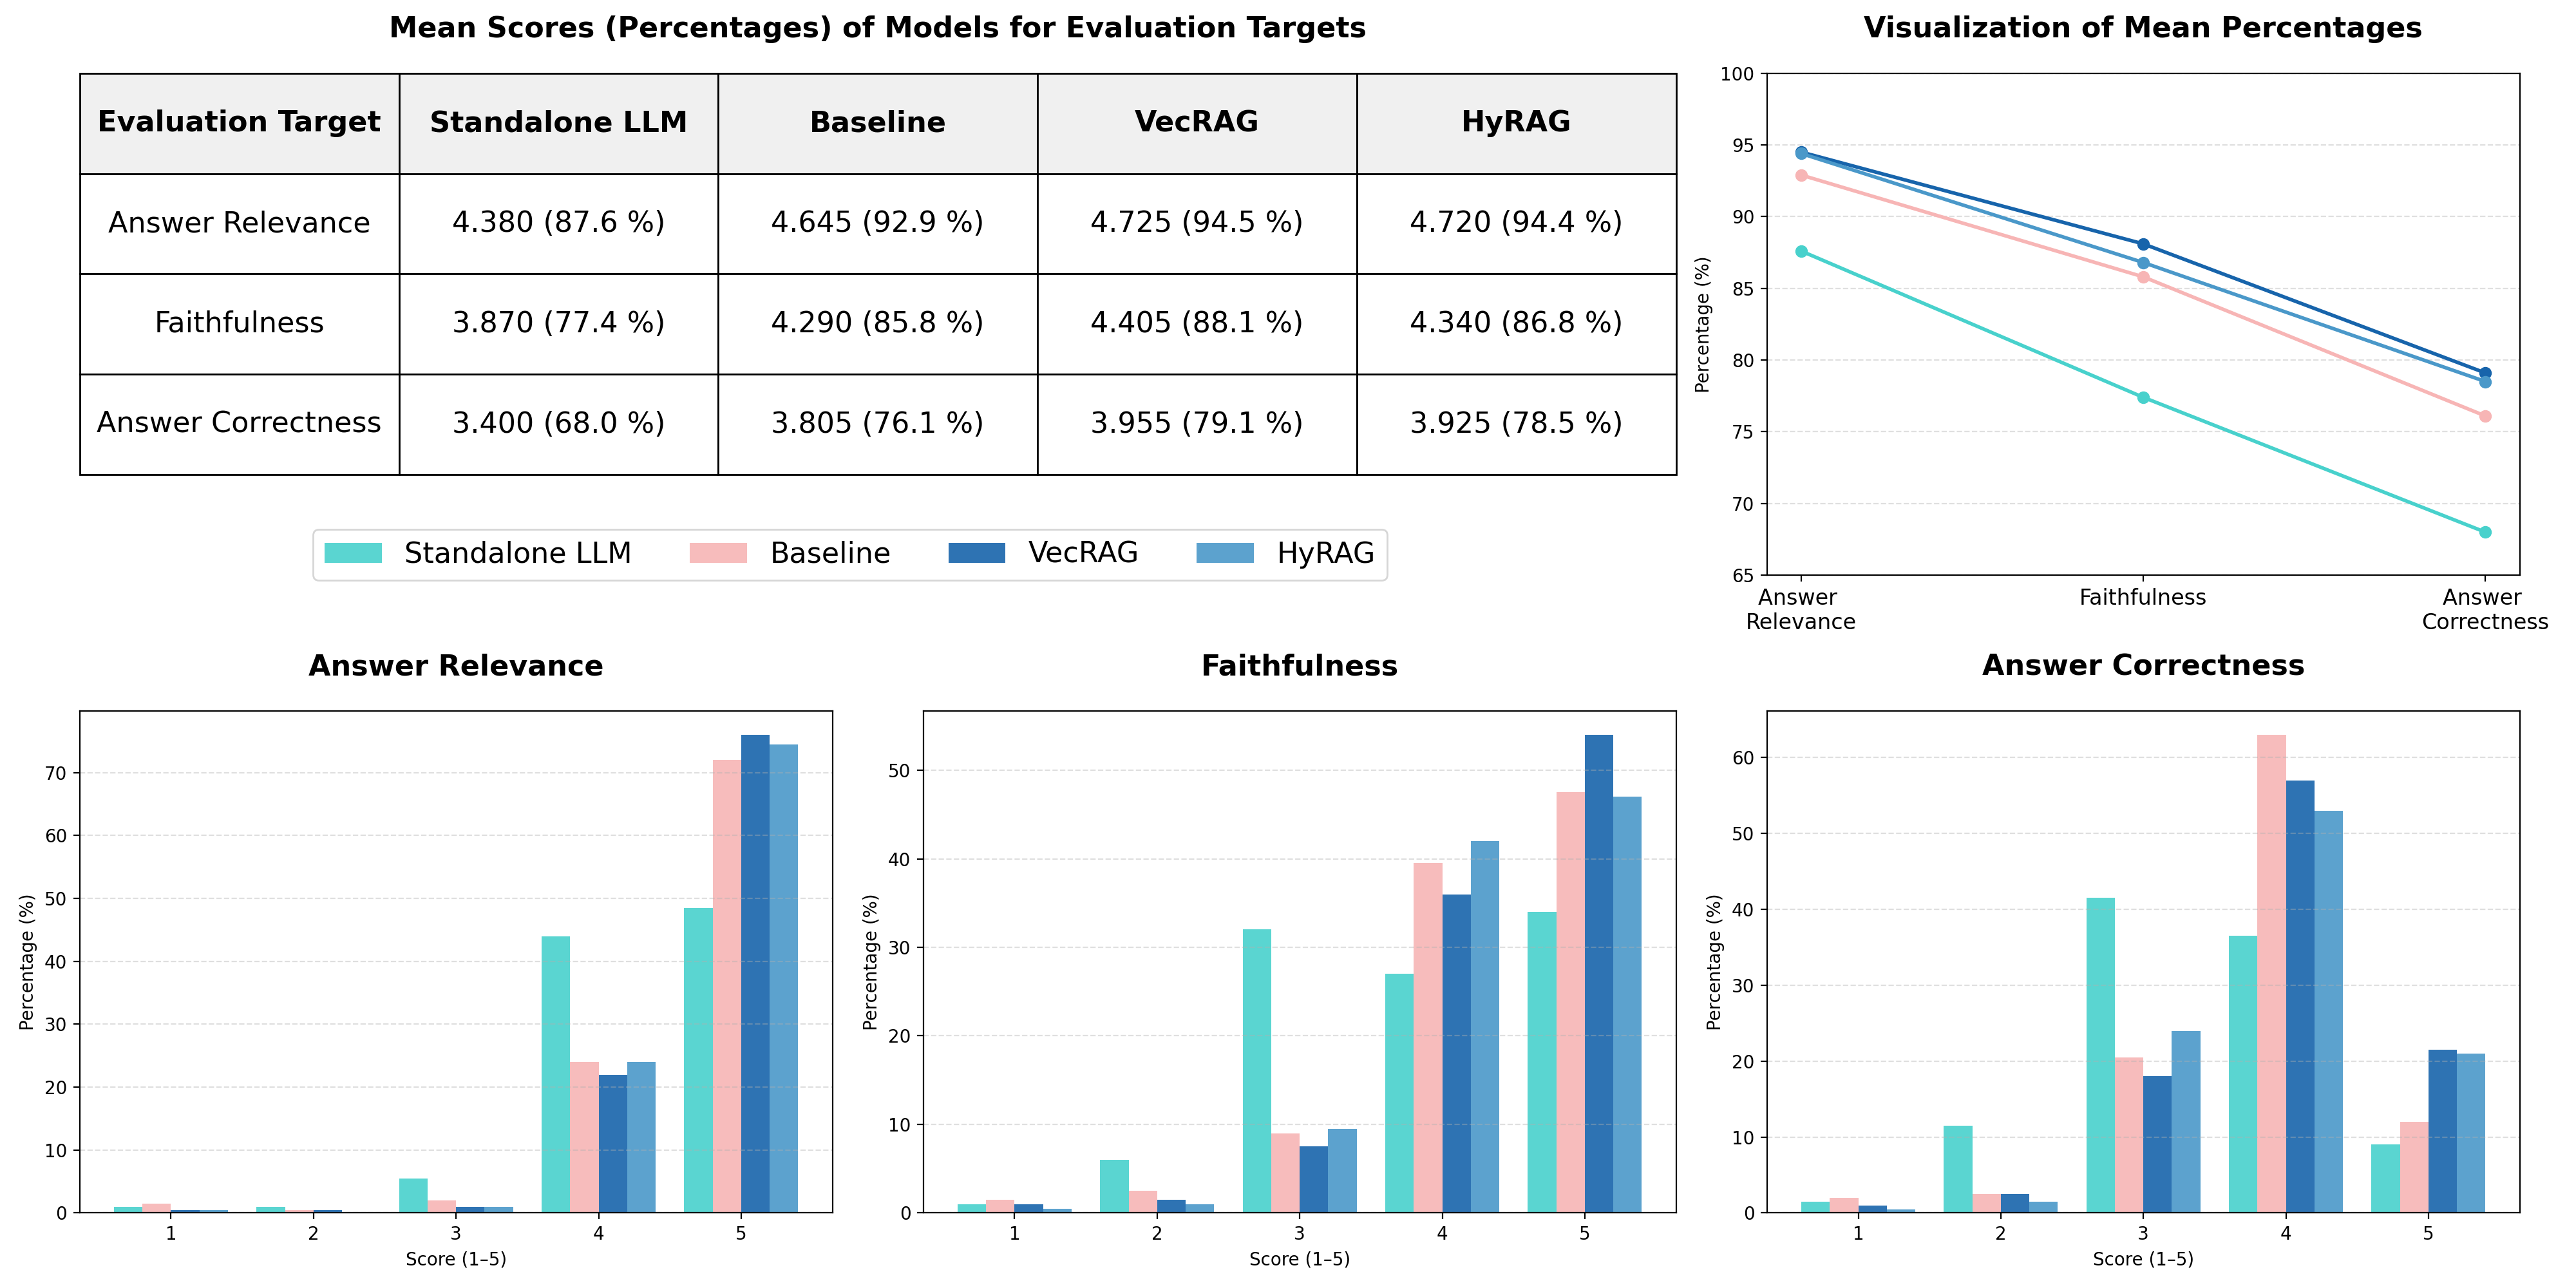 Mean Scores (Percentages) of Models for Evaluation Targets
Evaluation Target Standalone LLM Baseline VecRAG HyRAG
Answer Relevance 4.380 (87.6 %) 4.645 (92.9 %) 4.725 (94.5 %) 4.720 (94.4 %)
Faithfulness 3.870 (77.4 %) 4.290 (85.8 %) 4.405 (88.1 %) 4.340 (86.8 %)
Answer Correctness 3.400 (68.0 %) 3.805 (76.1 %) 3.955 (79.1 %) 3.925 (78.5 %)
Standalone LLM Baseline VecRAG HyRAG
Visualization of Mean Percentages
Percentage (%)
100
95
90
85
80
75
70
65
Answer Relevance
Faithfulness
Answer Correctness
Answer Relevance
Percentage (%)
70
60
50
40
30
20
10
0
1 2 3 4 5
Score (1–5)
Faithfulness
Percentage (%)
50
40
30
20
10
0
1 2 3 4 5
Score (1–5)
Answer Correctness
Percentage (%)
60
50
40
30
20
10
0
1 2 3 4 5
Score (1–5)